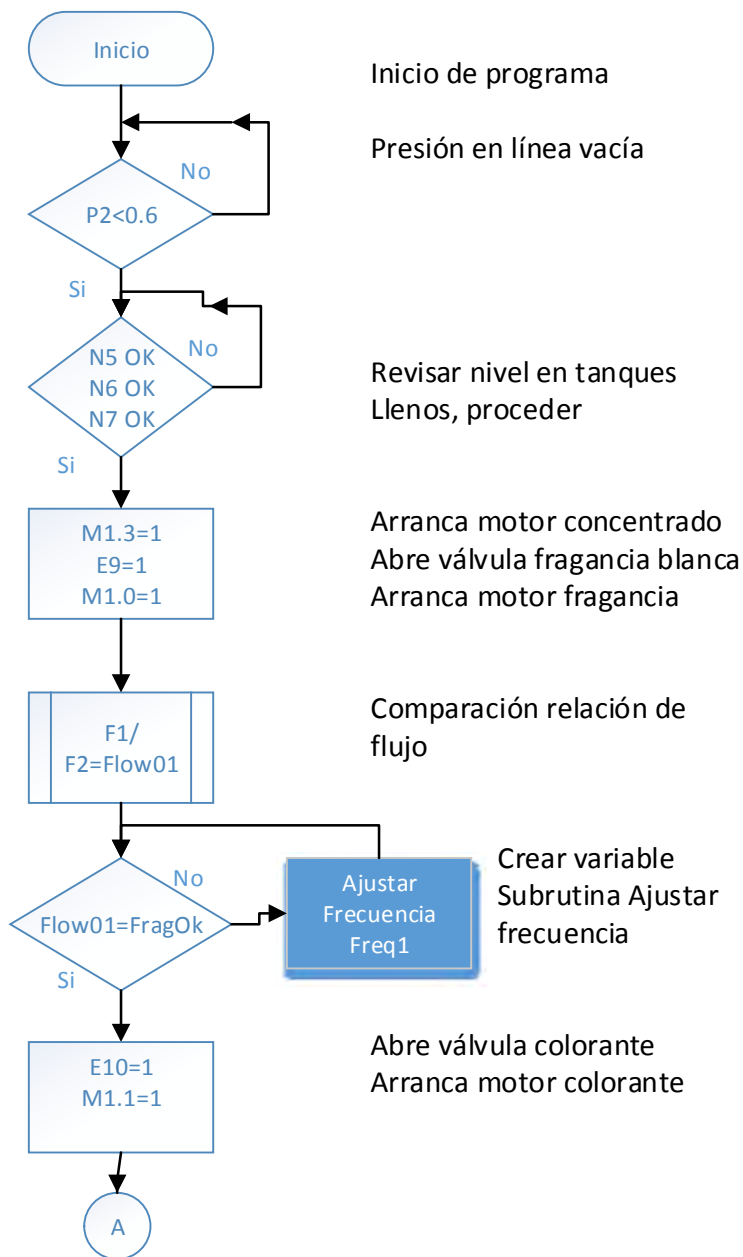 Inicio
Inicio de programa
Presión en línea vacía
No
P2<0.6
Si
N5 OK
N6 OK
N7 OK
No
Revisar nivel en tanques
Llenos, proceder
Si
M1.3=1
E9=1
M1.0=1
Arranca motor concentrado
Abre válvula fragancia blanca
Arranca motor fragancia
F1/
F2=Flow01
Comparación relación de
flujo
No
Flow01=FragOk
Ajustar
Frecuencia
Freq1
Crear variable
Subrutina Ajustar
frecuencia
Si
E10=1
M1.1=1
Abre válvula colorante
Arranca motor colorante
A